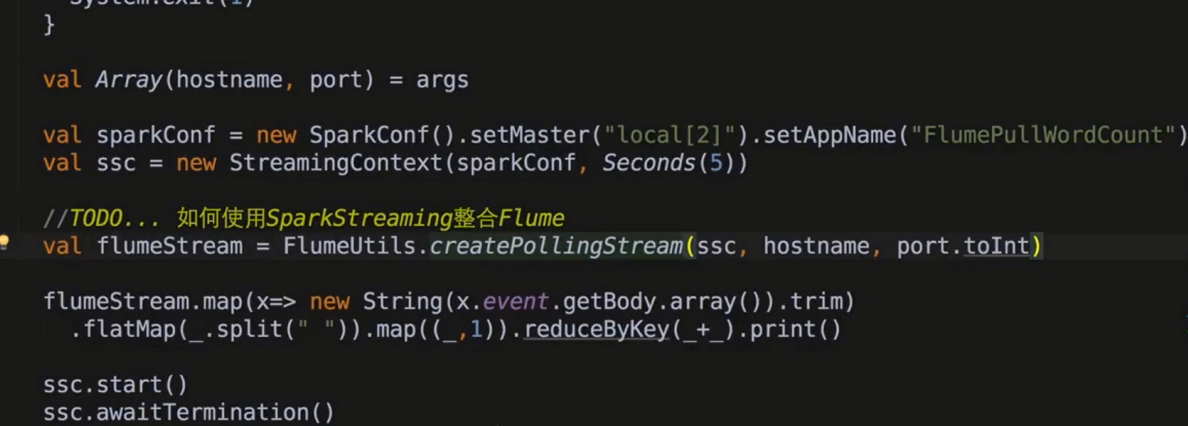 System.exit(1)
}
val Array(hostname, port) = args
val sparkConf = new SparkConf().setMaster("local[2]").setAppName("FlumePullWordCount")
val ssc = new StreamingContext(sparkConf, Seconds(5))
//TODO... 如何使用SparkStreaming整合Flume
val flumeStream = FlumeUtils.createPollingStream(ssc, hostname, port.toInt)
flumeStream.map(x=> new String(x.event.getBody.array()).trim)
.flatMap(_.split(" ")).map((_,1)).reduceByKey(_+_).print()
ssc.start()
ssc.awaitTermination()